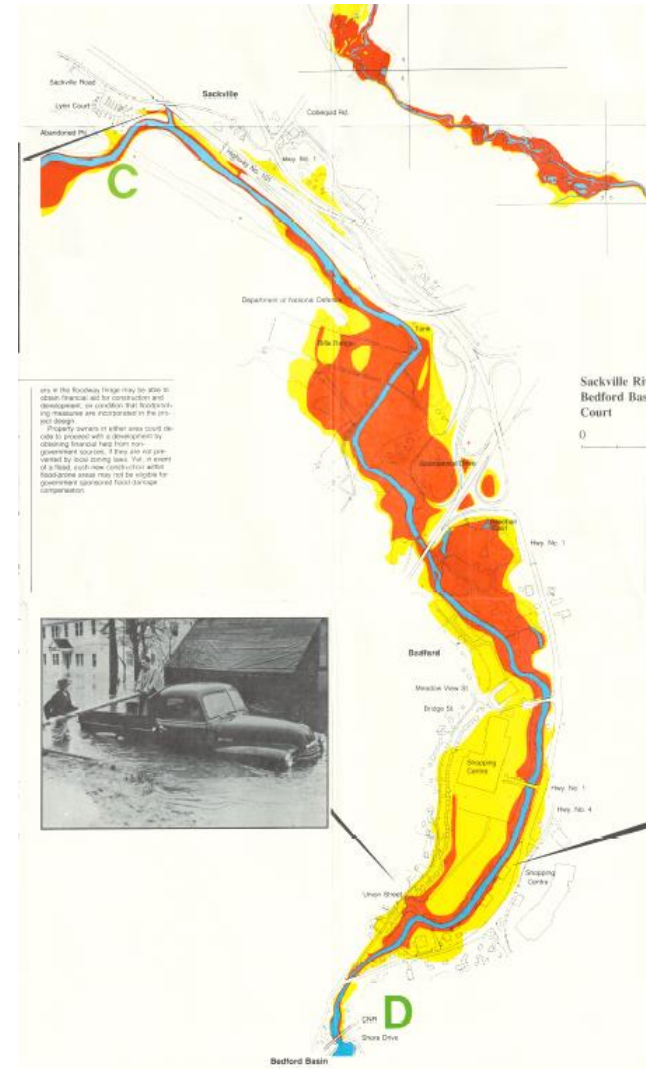 Sackville Road
Sackville
Lynn Court
Cobequid Rd.
Abandoned Pit
C
Hwy. No. 1
Highway No. 101
Department of National Defense
Tank
Rifle Range
ers in the floodway fringe may be able to
obtain financial aid for construction and
development, on condition that floodproof-
ing measures are incorporated in the pro-
ject design.
Property owners in either area could de-
cide to proceed with a development by
obtaining financial help from non-
government sources, if they are not pre-
vented by local zoning laws. Yet, in event
of a flood, such new construction within
flood-prone areas may not be eligible for
government sponsored flood damage
compensation.
Sackville Riv
Bedford Bas
Court
0
Hwy. No. 1
Bedford
Meadow View St.
Bridge St.
Shopping
Centre
Hwy. No. 1
Hwy. No. 4
Shopping
Centre
Union Street
D
CNR
Shore Drive
Bedford Basin